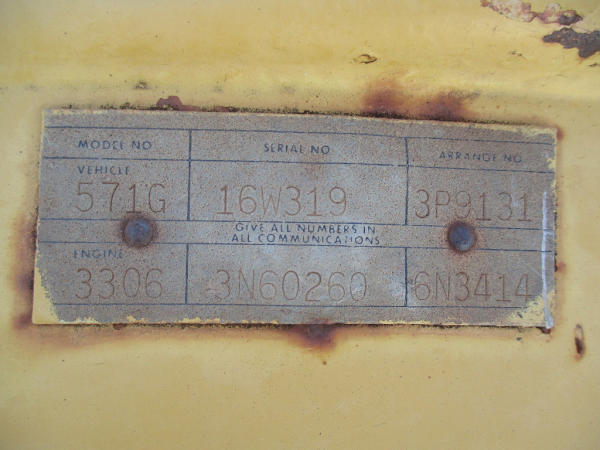 MODEL NO SERIAL NO ARRANGE NO
VEHICLE
571G 16W319 3P9131
GIVE ALL NUMBERS IN
ALL COMMUNICATIONS
ENGINE
3306 3N60260 6N3414